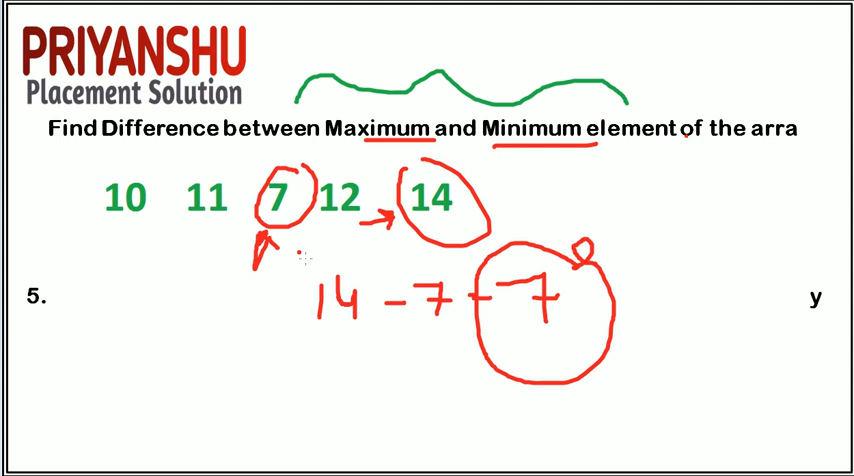 PRIYANSHU
Placement Solution
Find Difference between Maximum and Minimum element of the arra
10 11 7 12 14
5. y
14 - 7 = 7